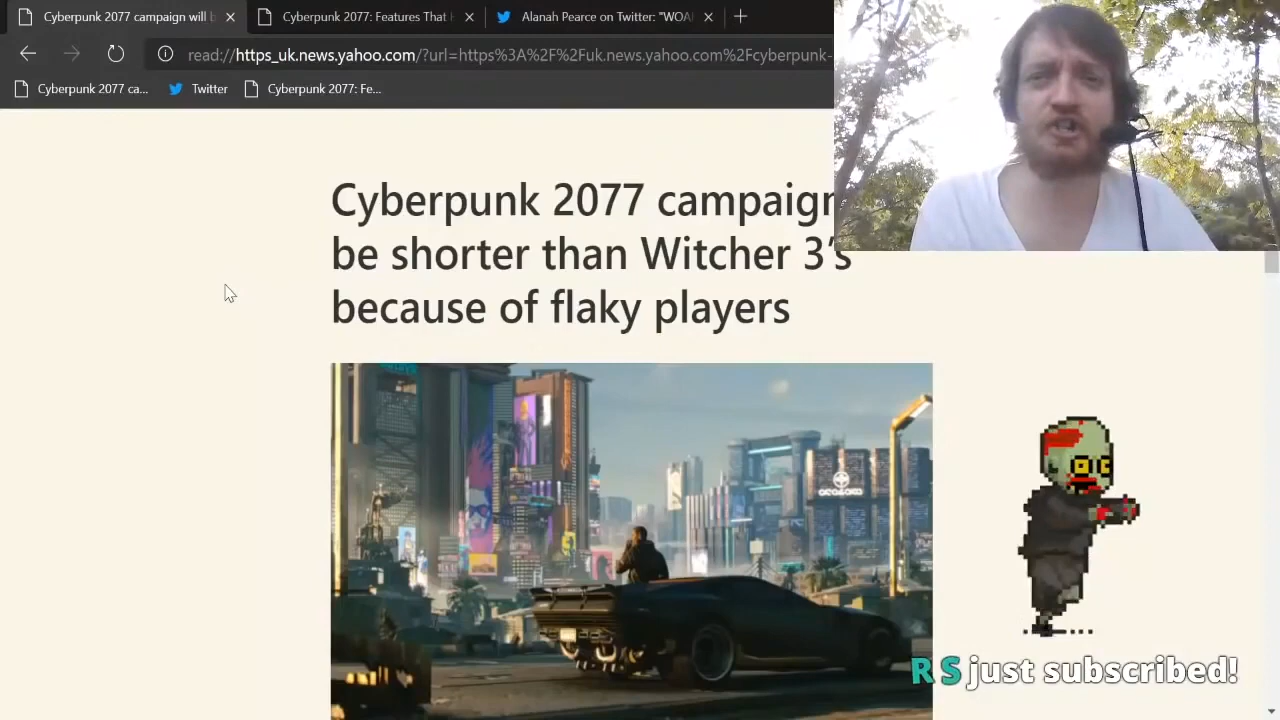 Cyberpunk 2077 campaign will b
Cyberpunk 2077: Features That
Alanah Pearce on Twitter: "WOA
read://https_uk.news.yahoo.com/?url=https%3A%2F%2Fuk.news.yahoo.com%2Fcyberpunk-
Cyberpunk 2077 ca...
Twitter
Cyberpunk 2077: Fe...
Cyberpunk 2077 campaign
be shorter than Witcher 3's
because of flaky players
ARASAKA
R S just subscribed!